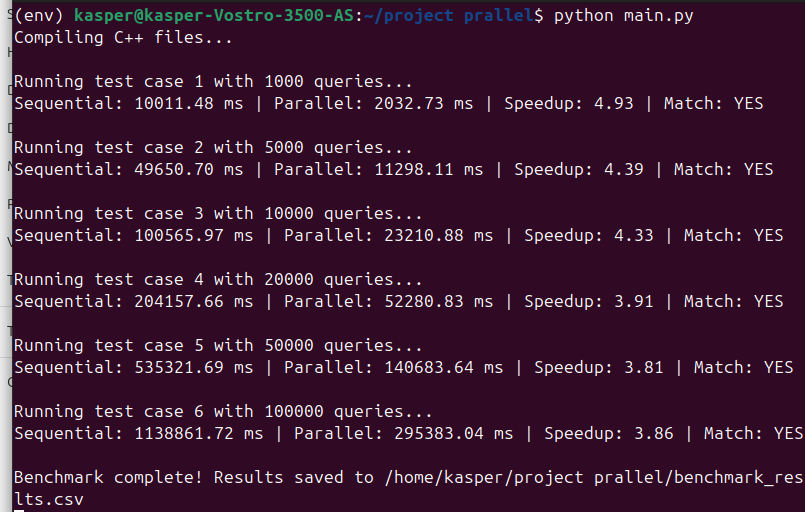 (env) kasper@kasper-Vostro-3500-AS:~/project prallel$ python main.py
Compiling C++ files...
Running test case 1 with 1000 queries...
Sequential: 10011.48 ms | Parallel: 2032.73 ms | Speedup: 4.93 | Match: YES
Running test case 2 with 5000 queries...
Sequential: 49650.70 ms | Parallel: 11298.11 ms | Speedup: 4.39 | Match: YES
Running test case 3 with 10000 queries...
Sequential: 100565.97 ms | Parallel: 23210.88 ms | Speedup: 4.33 | Match: YES
Running test case 4 with 20000 queries...
Sequential: 204157.66 ms | Parallel: 52280.83 ms | Speedup: 3.91 | Match: YES
Running test case 5 with 50000 queries...
Sequential: 535321.69 ms | Parallel: 140683.64 ms | Speedup: 3.81 | Match: YES
Running test case 6 with 100000 queries...
Sequential: 1138861.72 ms | Parallel: 295383.04 ms | Speedup: 3.86 | Match: YES
Benchmark complete! Results saved to /home/kasper/project prallel/benchmark_res
lts.csv